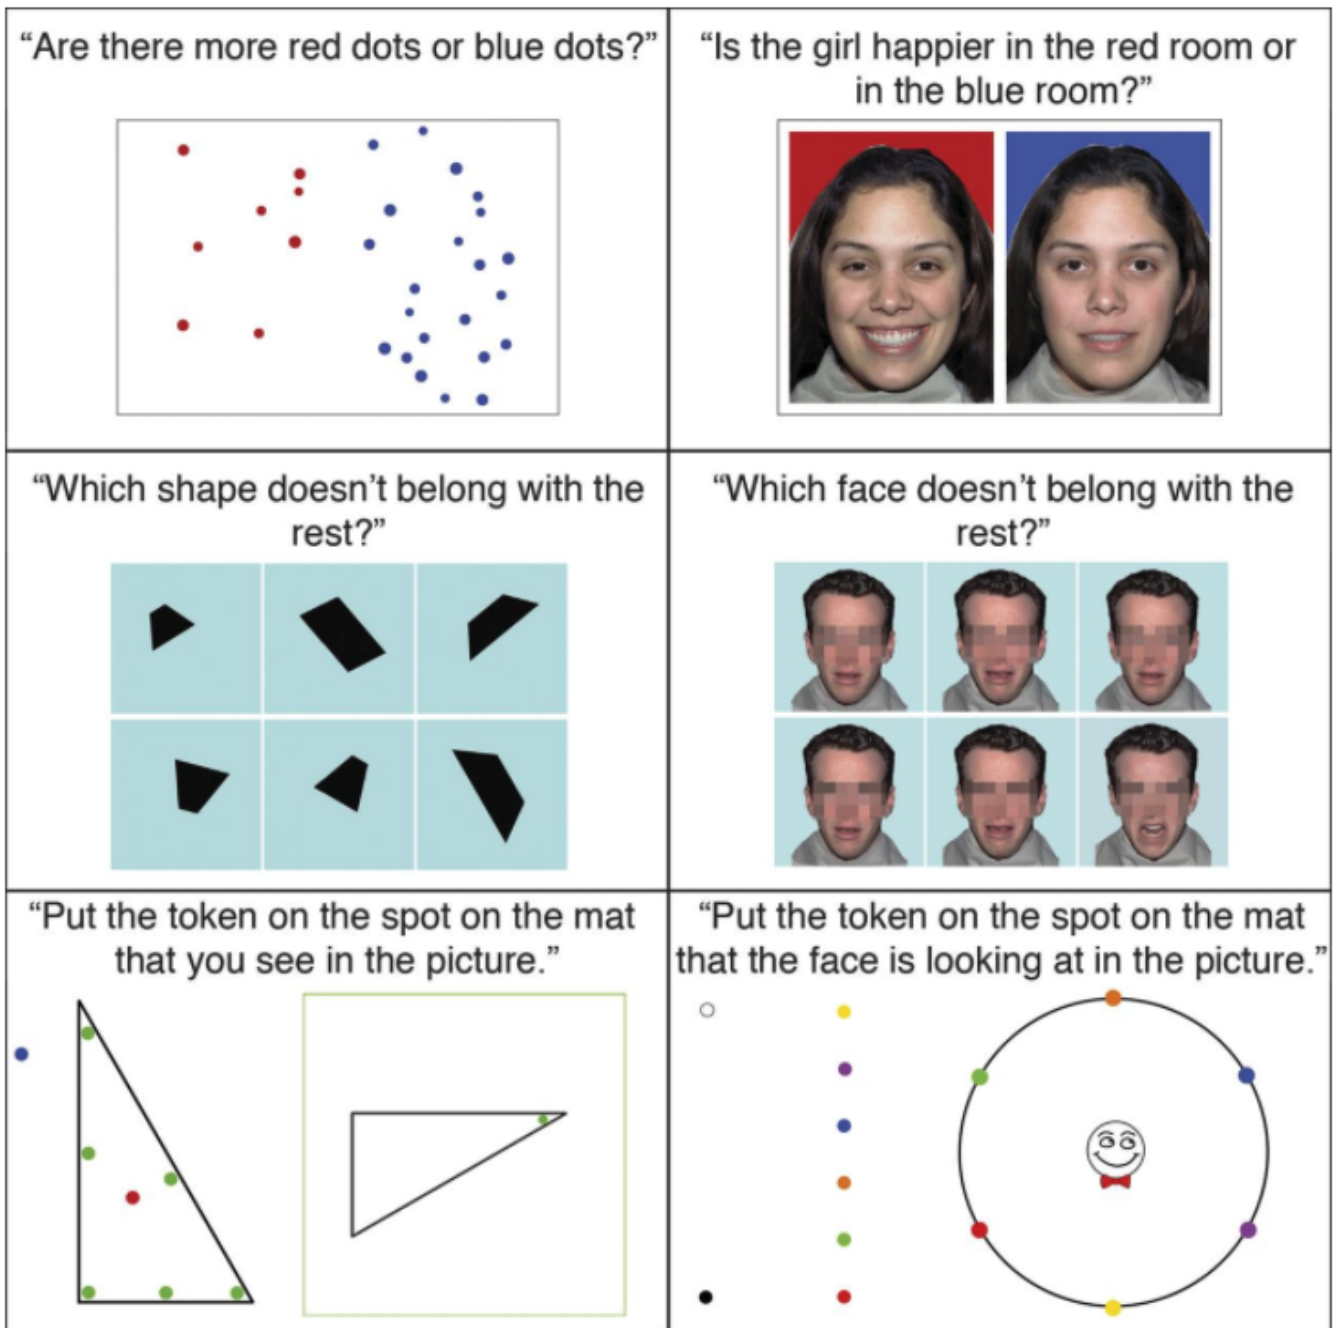 “Are there more red dots or blue dots?”
“Is the girl happier in the red room or
in the blue room?”
“Which shape doesn’t belong with the
rest?”
“Which face doesn’t belong with the
rest?”
“Put the token on the spot on the mat
that you see in the picture.”
“Put the token on the spot on the mat
that the face is looking at in the picture.”